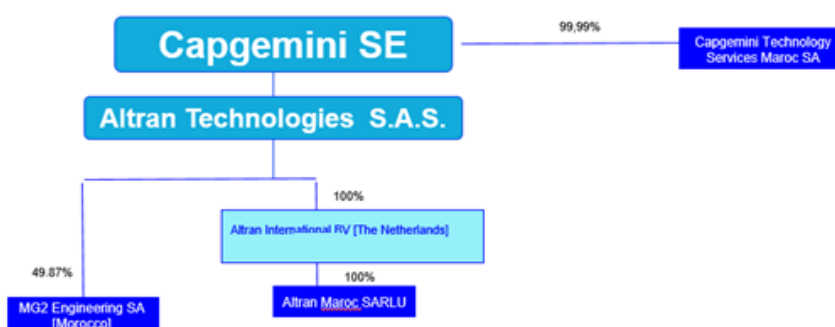 Capgemini SE
99,99%
Capgemini Technology
Services Maroc SA
Altran Technologies S.A.S.
100%
Altran International BV [The Netherlands]
49.87%
100%
MG2 Engineering SA
[Morocco]
Altran Maroc SARLU